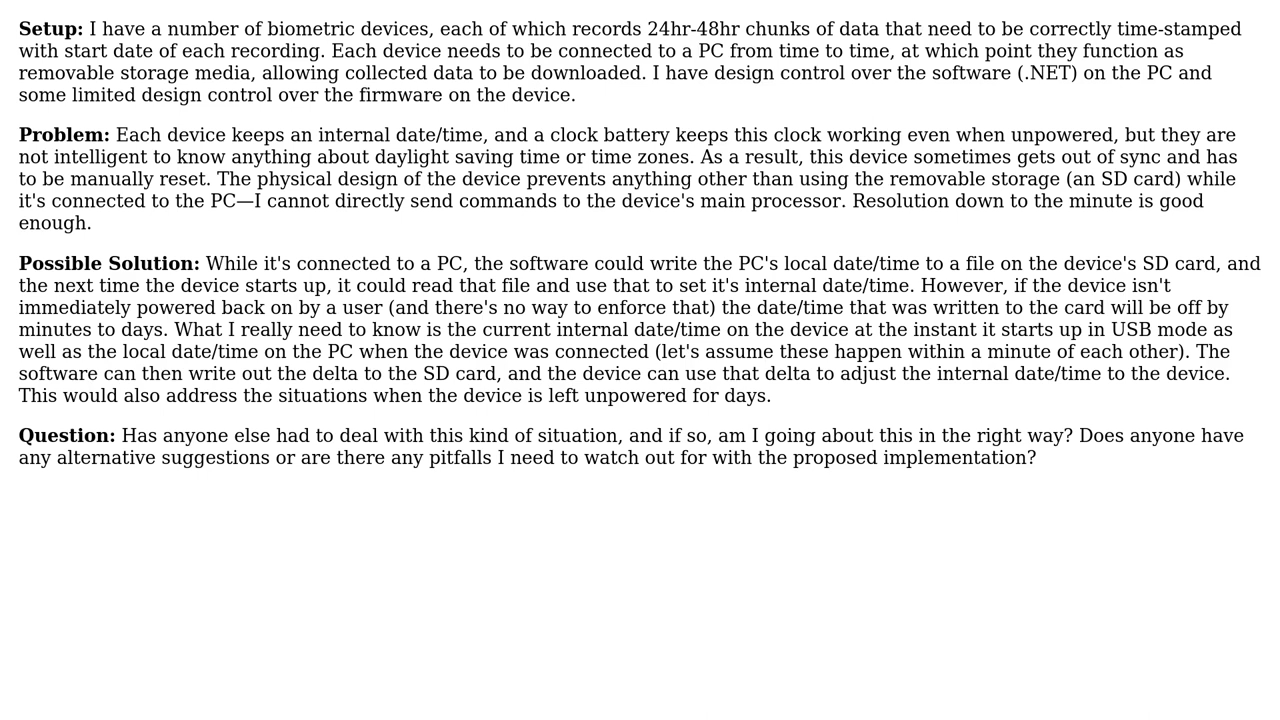 Setup: I have a number of biometric devices, each of which records 24hr-48hr chunks of data that need to be correctly time-stamped
with start date of each recording. Each device needs to be connected to a PC from time to time, at which point they function as
removable storage media, allowing collected data to be downloaded. I have design control over the software (.NET) on the PC and
some limited design control over the firmware on the device.
Problem: Each device keeps an internal date/time, and a clock battery keeps this clock working even when unpowered, but they are
not intelligent to know anything about daylight saving time or time zones. As a result, this device sometimes gets out of sync and has
to be manually reset. The physical design of the device prevents anything other than using the removable storage (an SD card) while
it's connected to the PC—I cannot directly send commands to the device's main processor. Resolution down to the minute is good
enough.
Possible Solution: While it's connected to a PC, the software could write the PC's local date/time to a file on the device's SD card, and
the next time the device starts up, it could read that file and use that to set it's internal date/time. However, if the device isn't
immediately powered back on by a user (and there's no way to enforce that) the date/time that was written to the card will be off by
minutes to days. What I really need to know is the current internal date/time on the device at the instant it starts up in USB mode as
well as the local date/time on the PC when the device was connected (let's assume these happen within a minute of each other). The
software can then write out the delta to the SD card, and the device can use that delta to adjust the internal date/time to the device.
This would also address the situations when the device is left unpowered for days.
Question: Has anyone else had to deal with this kind of situation, and if so, am I going about this in the right way? Does anyone have
any alternative suggestions or are there any pitfalls I need to watch out for with the proposed implementation?